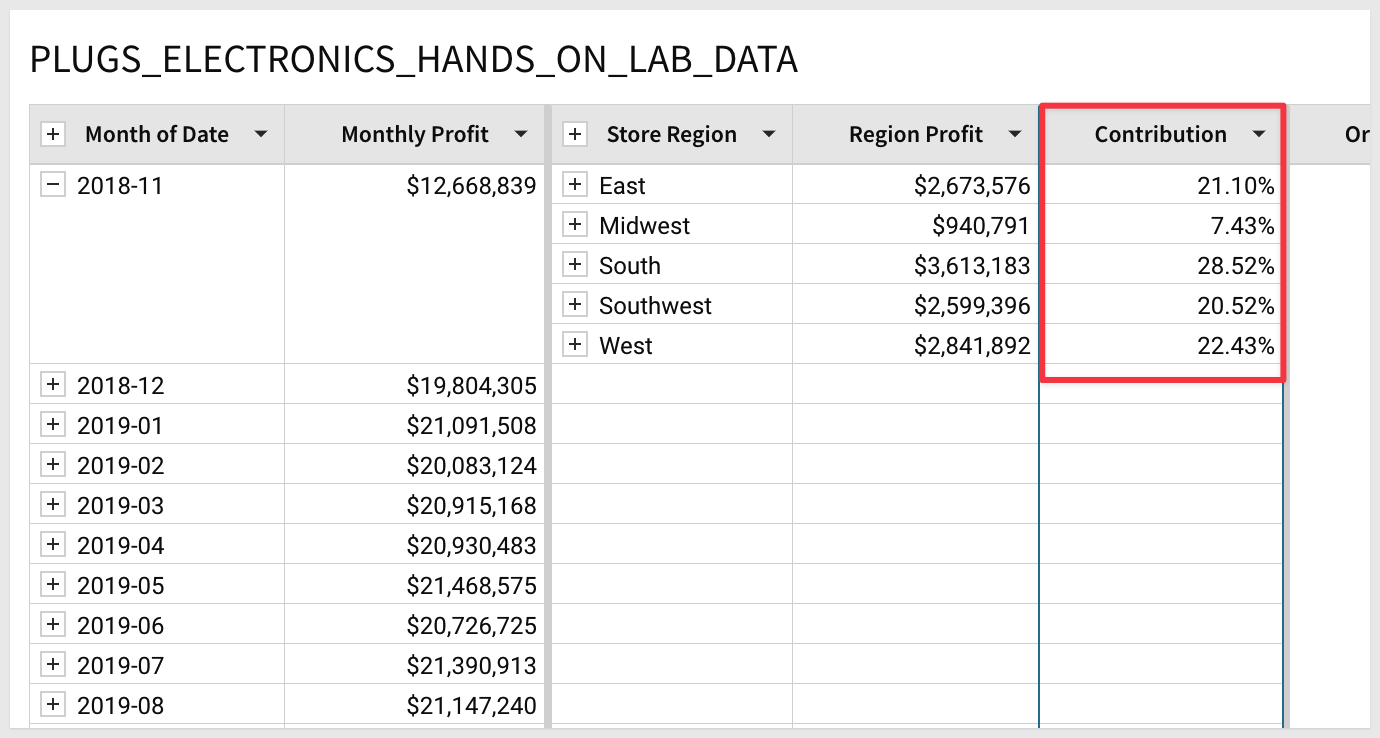 PLUGS_ELECTRONICS_HANDS_ON_LAB_DATA
Month of Date Monthly Profit Store Region Region Profit Contribution Or
2018-11 $12,668,839 East $2,673,576 21.10%
Midwest $940,791 7.43%
South $3,613,183 28.52%
Southwest $2,599,396 20.52%
West $2,841,892 22.43%
2018-12 $19,804,305
2019-01 $21,091,508
2019-02 $20,083,124
2019-03 $20,915,168
2019-04 $20,930,483
2019-05 $21,468,575
2019-06 $20,726,725
2019-07 $21,390,913
2019-08 $21,147,240